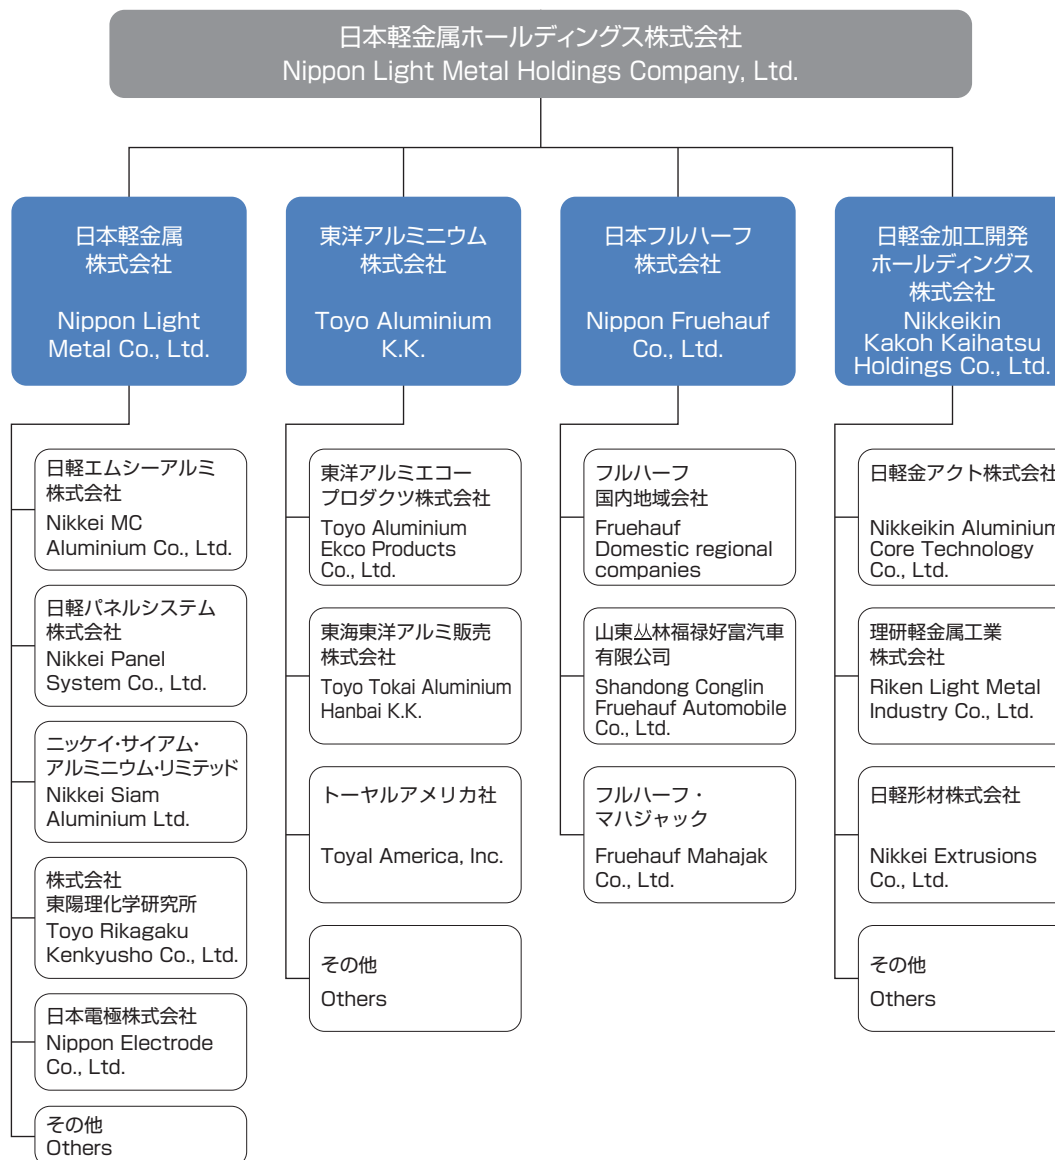 日本軽金属ホールディングス株式会社
Nippon Light Metal Holdings Company, Ltd.
日本軽金属
株式会社
Nippon Light
Metal Co., Ltd.
日軽エムシーアルミ
株式会社
Nikkei MC
Aluminium Co., Ltd.
日軽パネルシステム
株式会社
Nikkei Panel
System Co., Ltd.
ニッケイ・サイアム・
アルミニウム・リミテッド
Nikkei Siam
Aluminium Ltd.
株式会社
東陽理化学研究所
Toyo Rikagaku
Kenkyusho Co., Ltd.
日本電極株式会社
Nippon Electrode
Co., Ltd.
その他
Others
東洋アルミニウム
株式会社
Toyo Aluminium
K.K.
東洋アルミエコー
プロダクツ株式会社
Toyo Aluminium
Ekco Products
Co., Ltd.
東海東洋アルミ販売
株式会社
Toyo Tokai Aluminium
Hanbai K.K.
トーヤルアメリカ社
Toyal America, Inc.
その他
Others
日本フルハーフ
株式会社
Nippon Fruehauf
Co., Ltd.
フルハーフ
国内地域会社
Fruehauf
Domestic regional
companies
山東丛林福禄好富汽車
有限公司
Shandong Conglin
Fruehauf Automobile
Co., Ltd.
フルハーフ・
マハジャック
Fruehauf Mahajak
Co., Ltd.
日軽金加工開発
ホールディングス
株式会社
Nikkeikin
Kakoh Kaihatsu
Holdings Co., Ltd.
日軽金アクト株式会社
Nikkeikin Aluminium
Core Technology
Co., Ltd.
理研軽金属工業
株式会社
Riken Light Metal
Industry Co., Ltd.
日軽形材株式会社
Nikkei Extrusions
Co., Ltd.
その他
Others